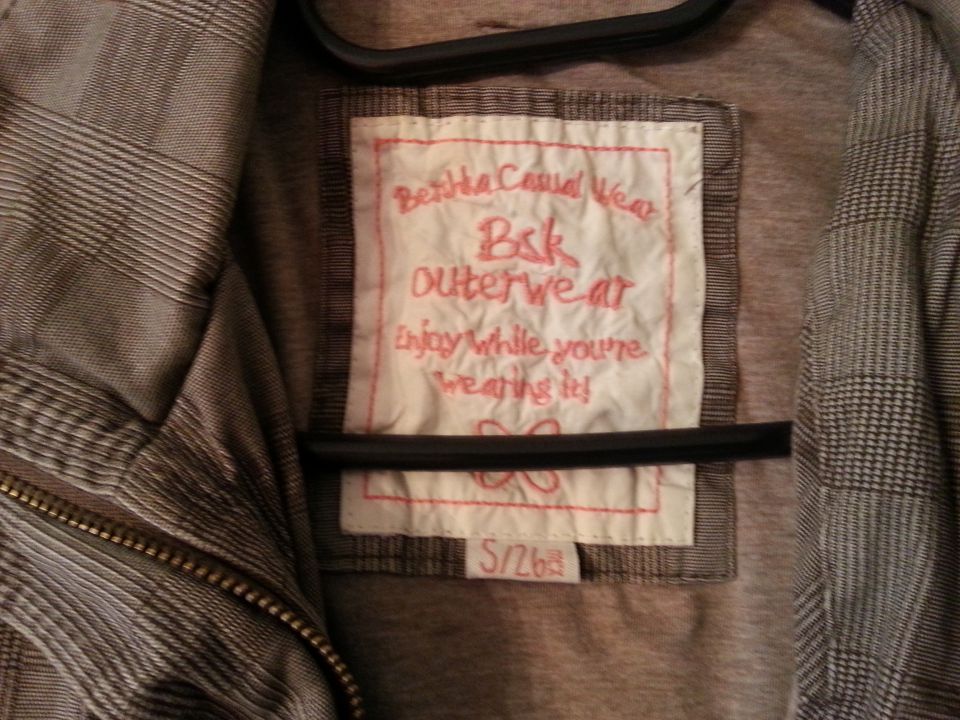 Bershka Casual Wear
Bsk
outerwear
Enjoy while you're
wearing it!
S/26